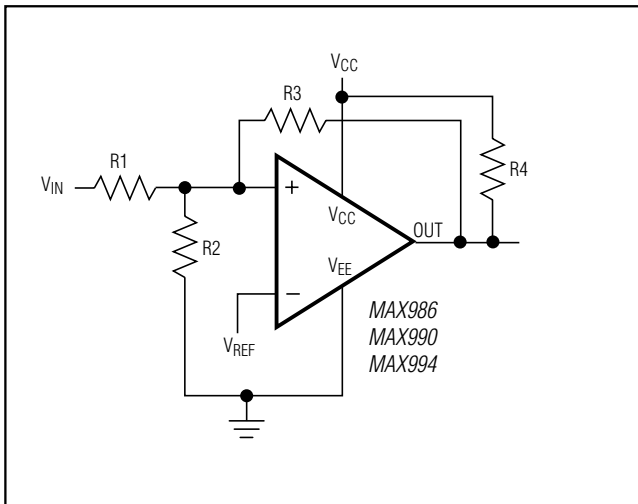 VCC
R3
R1
R4
VIN
+
VCC
OUT
R2
VEE
−
MAX986
VREF
MAX990
MAX994